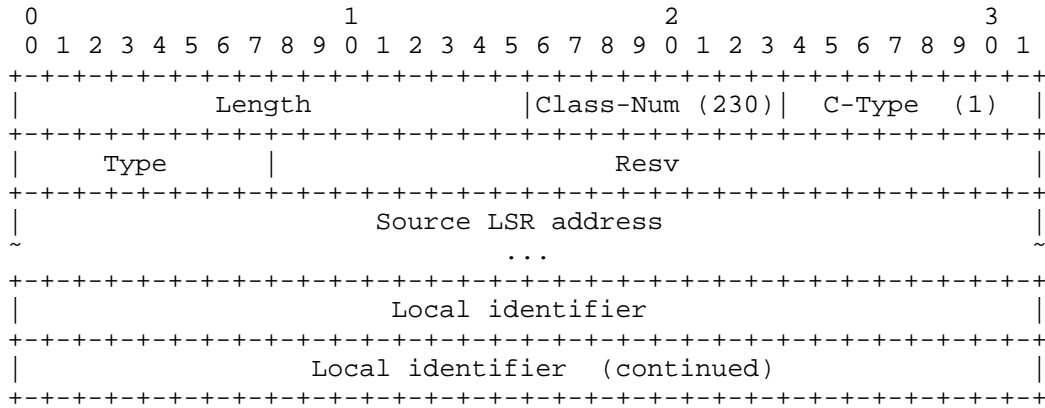 0                   1                   2                   3
 0 1 2 3 4 5 6 7 8 9 0 1 2 3 4 5 6 7 8 9 0 1 2 3 4 5 6 7 8 9 0 1
+-+-+-+-+-+-+-+-+-+-+-+-+-+-+-+-+-+-+-+-+-+-+-+-+-+-+-+-+-+-+-+-+
|            Length             |Class-Num (230)|  C-Type  (1)  |
+-+-+-+-+-+-+-+-+-+-+-+-+-+-+-+-+-+-+-+-+-+-+-+-+-+-+-+-+-+-+-+-+
|     Type      |                     Resv                      |
+-+-+-+-+-+-+-+-+-+-+-+-+-+-+-+-+-+-+-+-+-+-+-+-+-+-+-+-+-+-+-+-+
|                      Source LSR address                       |
~                              ...                              ~
+-+-+-+-+-+-+-+-+-+-+-+-+-+-+-+-+-+-+-+-+-+-+-+-+-+-+-+-+-+-+-+-+
|                       Local identifier                        |
+-+-+-+-+-+-+-+-+-+-+-+-+-+-+-+-+-+-+-+-+-+-+-+-+-+-+-+-+-+-+-+-+
|                  Local identifier  (continued)                |
+-+-+-+-+-+-+-+-+-+-+-+-+-+-+-+-+-+-+-+-+-+-+-+-+-+-+-+-+-+-+-+-+